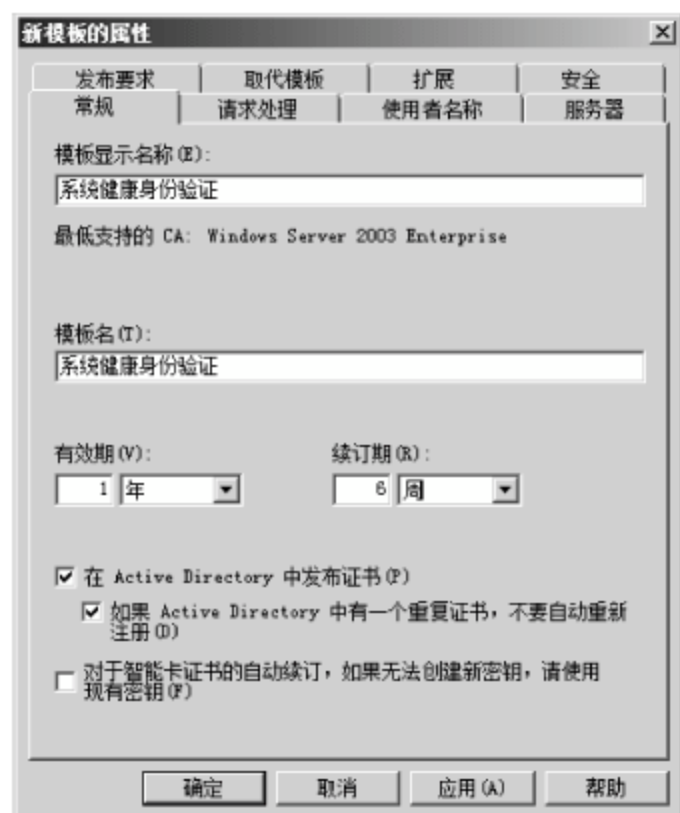 新模板的属性
发布要求 取代模板 扩展 安全
常规 请求处理 使用者名称 服务器
模板显示名称(E):
系统健康身份验证
最低支持的 CA: Windows Server 2003 Enterprise
模板名(T):
系统健康身份验证
有效期(V): 续订期(R):
1 年 6 周
在 Active Directory 中发布证书(P)
如果 Active Directory 中有一个重复证书，不要自动重新
注册(D)
对于智能卡证书的自动续订，如果无法创建新密钥，请使用
现有密钥(F)
确定 取消 应用(A) 帮助